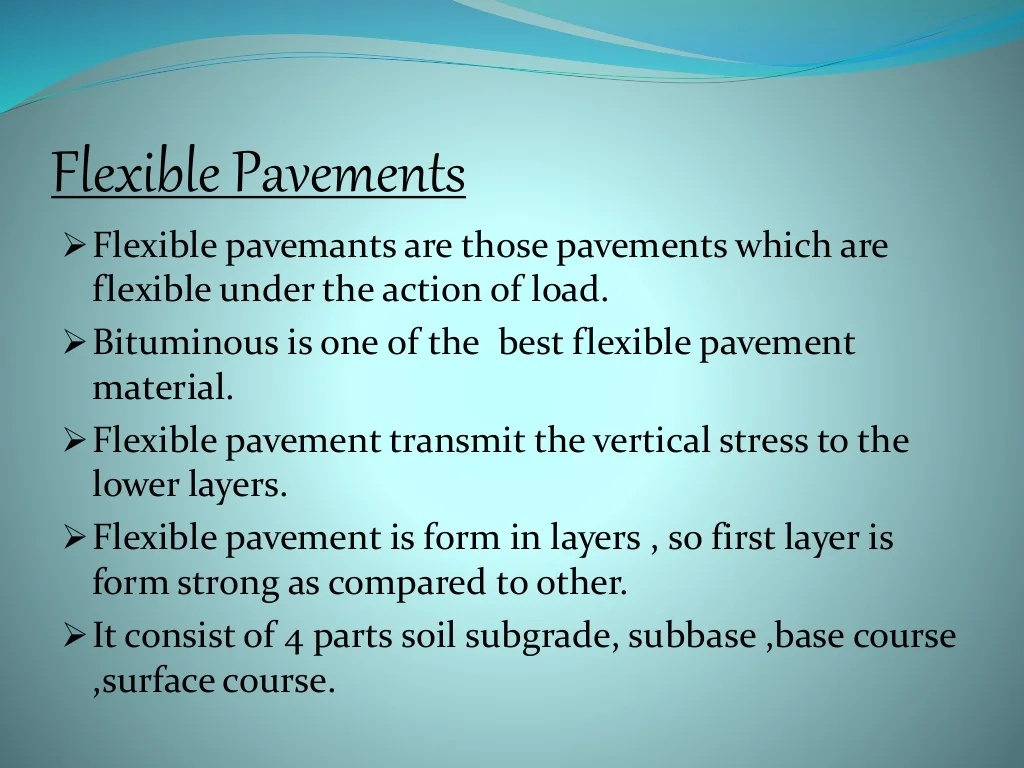 Flexible Pavements
➢Flexible pavemants are those pavements which are
flexible under the action of load.
➢Bituminous is one of the  best flexible pavement
material.
➢Flexible pavement transmit the vertical stress to the
lower layers.
➢Flexible pavement is form in layers , so first layer is
form strong as compared to other.
➢It consist of 4 parts soil subgrade, subbase ,base course
,surface course.